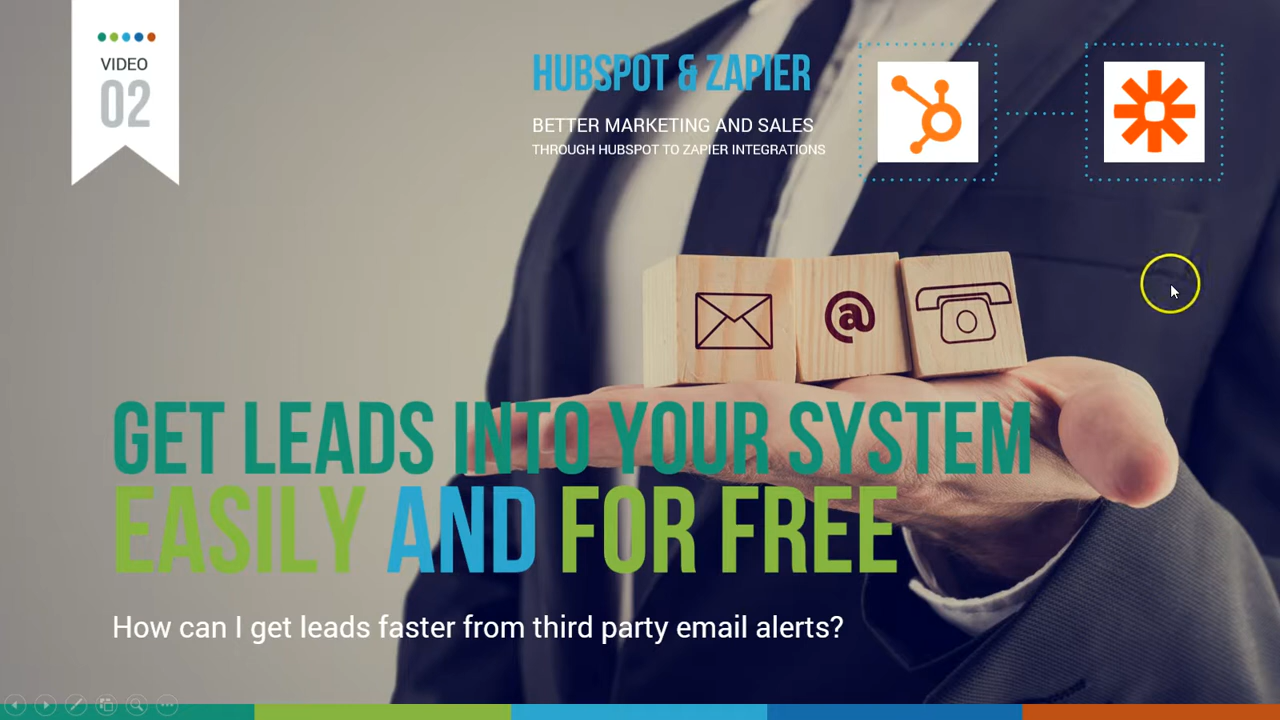 VIDEO
02
HUBSPOT & ZAPIER
BETTER MARKETING AND SALES
THROUGH HUBSPOT TO ZAPIER INTEGRATIONS
@
GET LEADS INTO YOUR SYSTEM
EASILY AND FOR FREE
How can I get leads faster from third party email alerts?